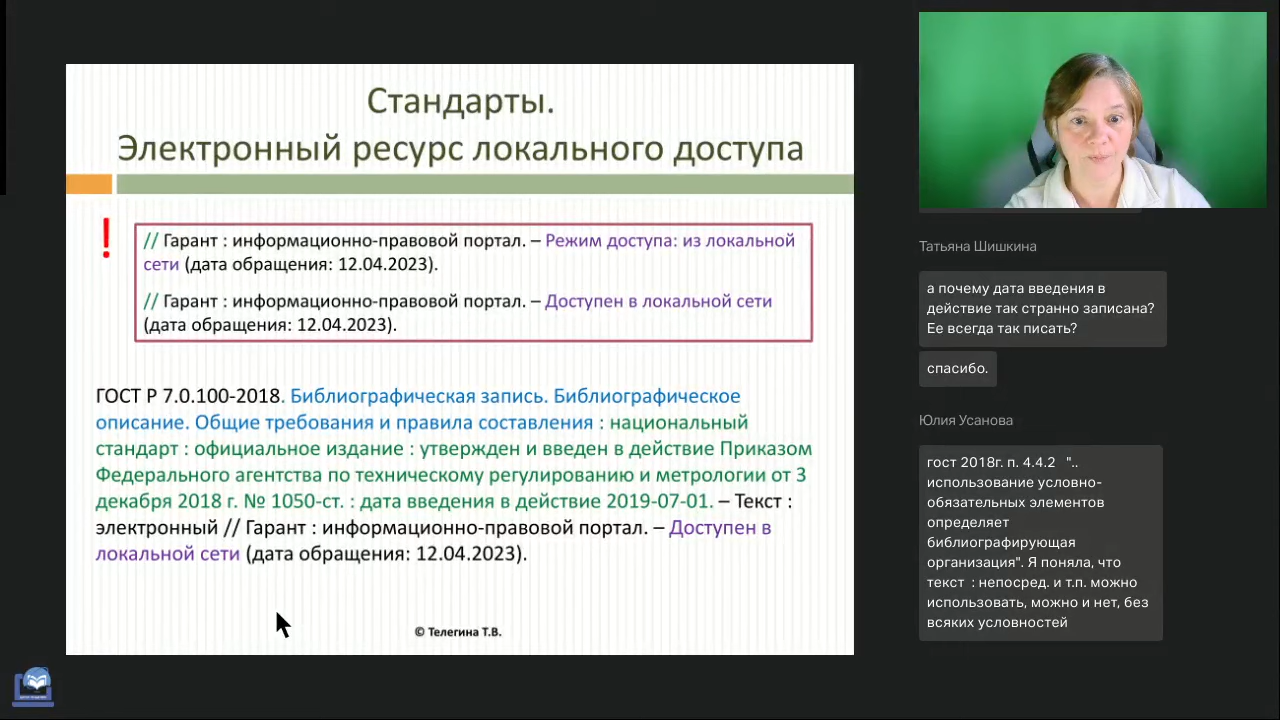 Стандарты.
Электронный ресурс локального доступа
!
// Гарант : информационно-правовой портал. – Режим доступа: из локальной
сети (дата обращения: 12.04.2023).
// Гарант : информационно-правовой портал. – Доступен в локальной сети
(дата обращения: 12.04.2023).
ГОСТ Р 7.0.100-2018. Библиографическая запись. Библиографическое
описание. Общие требования и правила составления : национальный
стандарт : официальное издание : утвержден и введен в действие Приказом
Федерального агентства по техническому регулированию и метрологии от 3
декабря 2018 г. № 1050-ст. : дата введения в действие 2019-07-01. – Текст :
электронный // Гарант : информационно-правовой портал. – Доступен в
локальной сети (дата обращения: 12.04.2023).
© Телегина Т.В.
Татьяна Шишкина
а почему дата введения в
действие так странно записана?
Ее всегда так писать?
спасибо.
Юлия Усанова
гост 2018г. п. 4.4.2 "..
использование условно-
обязательных элементов
определяет
библиографирующая
организация". Я поняла, что
текст : непосред. и т.п. можно
использовать, можно и нет, без
всяких условностей